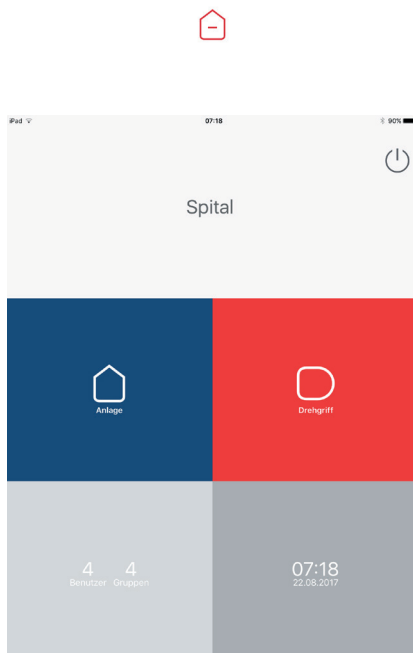 iPad 07:18 90%
Spital
Anlage Drehgriff
4 4 07:18
Benutzer Gruppen 22.08.2017